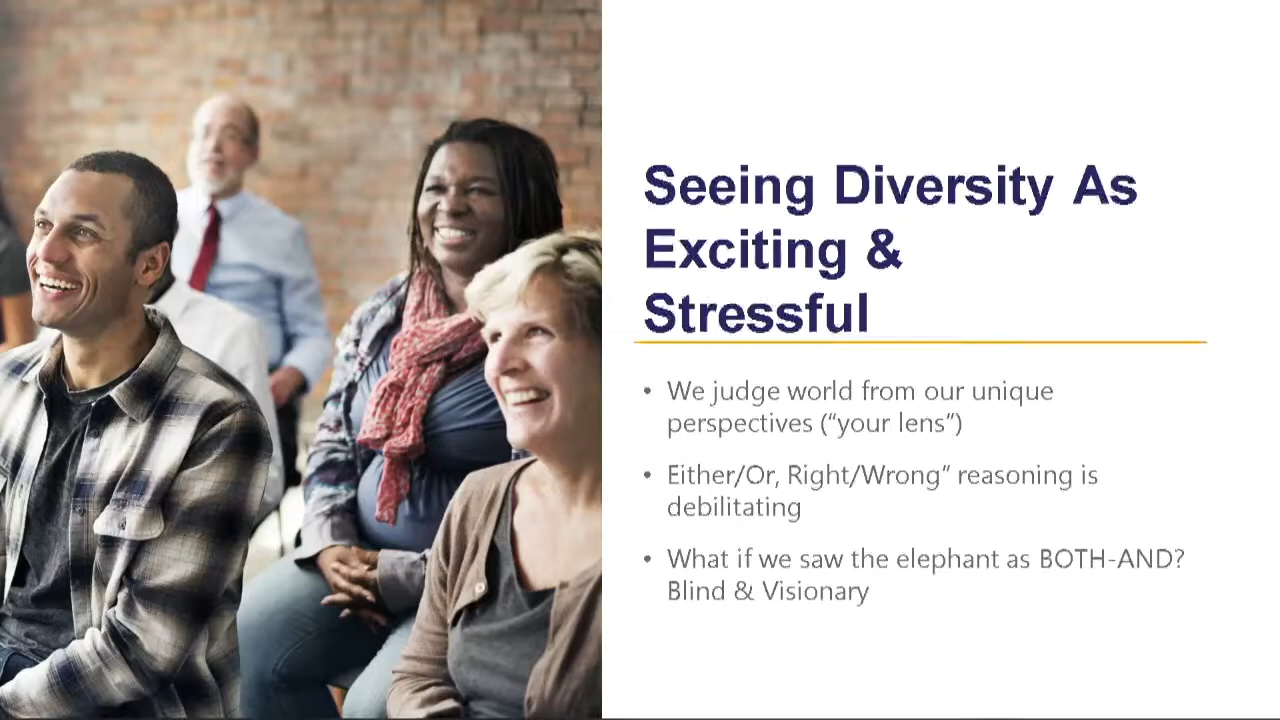 Seeing Diversity As
Exciting &
Stressful
• We judge world from our unique
perspectives (“your lens”)
• Either/Or, Right/Wrong” reasoning is
debilitating
• What if we saw the elephant as BOTH-AND?
Blind & Visionary